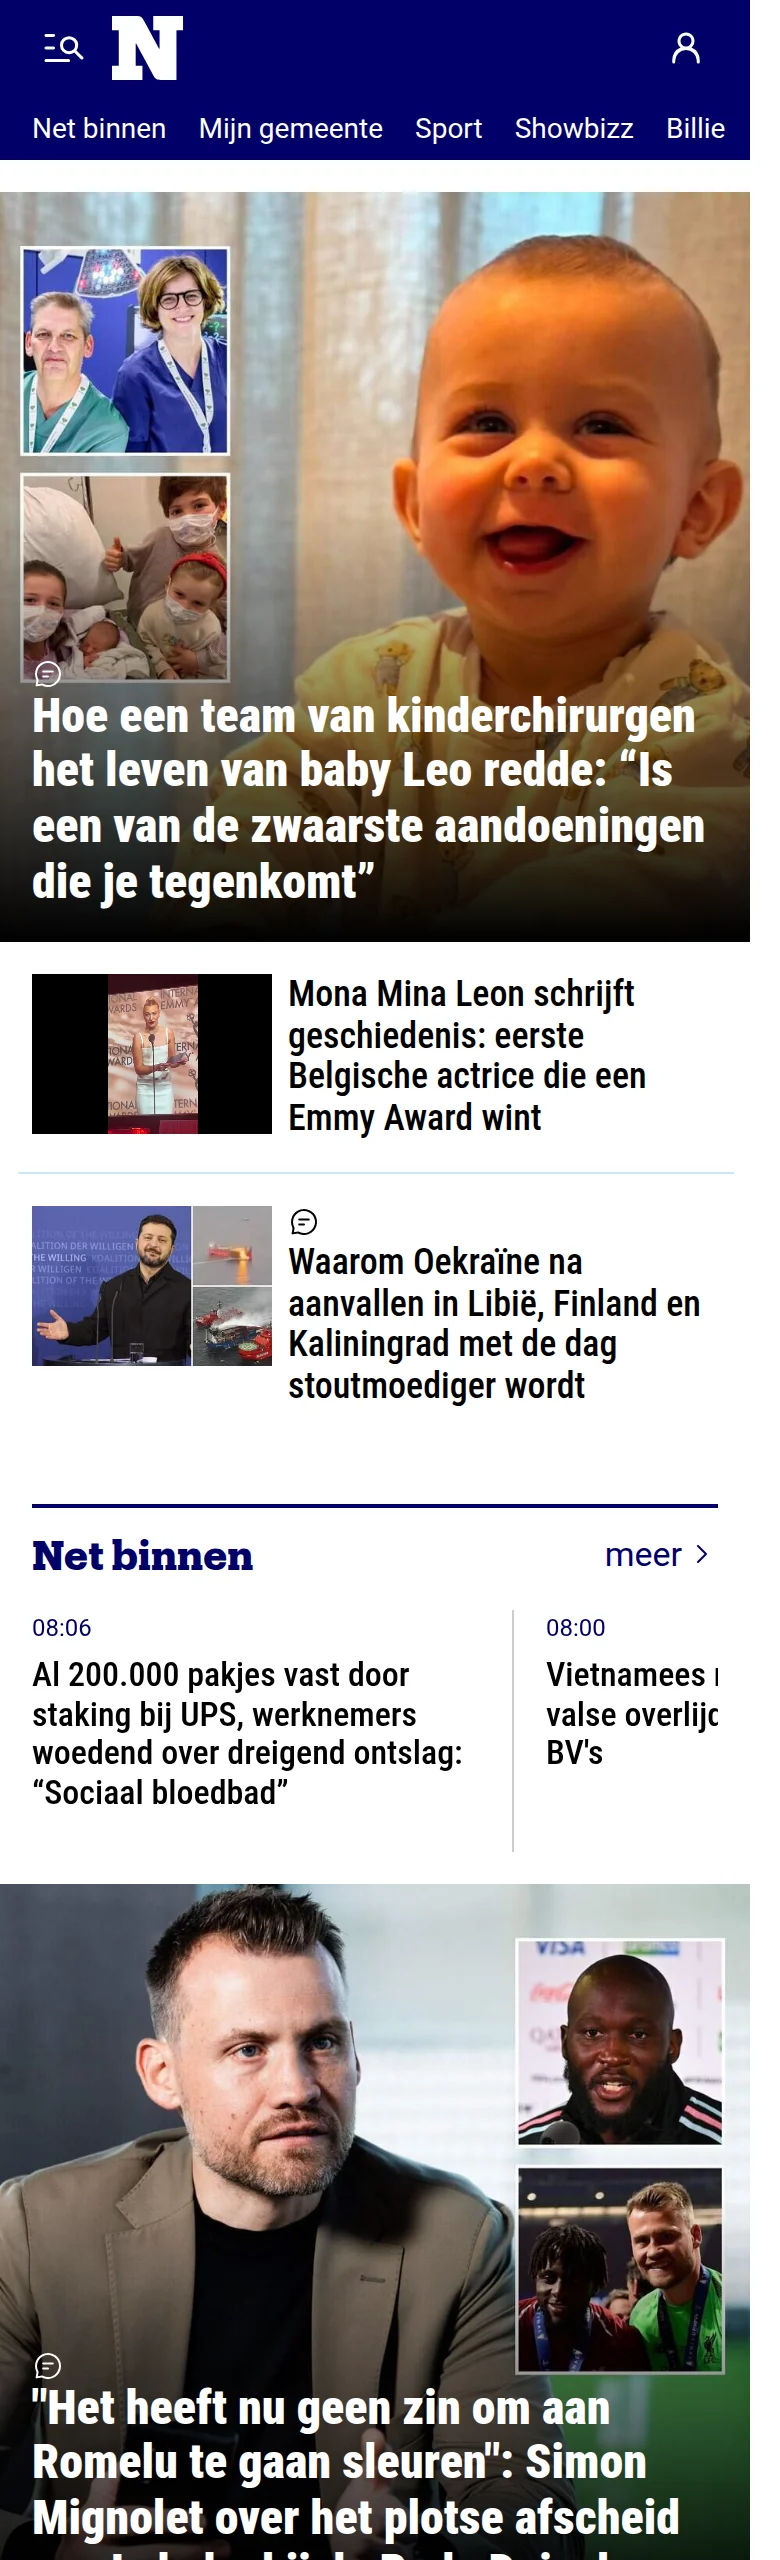 N
Net binnen Mijn gemeente Sport Showbizz Billie
Hoe een team van kinderchirurgen
het leven van baby Leo redde: “Is
een van de zwaarste aandoeningen
die je tegenkomt”
Mona Mina Leon schrijft
geschiedenis: eerste
Belgische actrice die een
Emmy Award wint
Waarom Oekraïne na
aanvallen in Libië, Finland en
Kaliningrad met de dag
stoutmoediger wordt
Net binnen
meer
08:06
Al 200.000 pakjes vast door
staking bij UPS, werknemers
woedend over dreigend ontslag:
“Sociaal bloedbad”
08:00
Vietnamees
valse
BV's
VISA
"Het heeft nu geen zin om aan
Romelu te gaan sleuren": Simon
Mignolet over het plotse afscheid